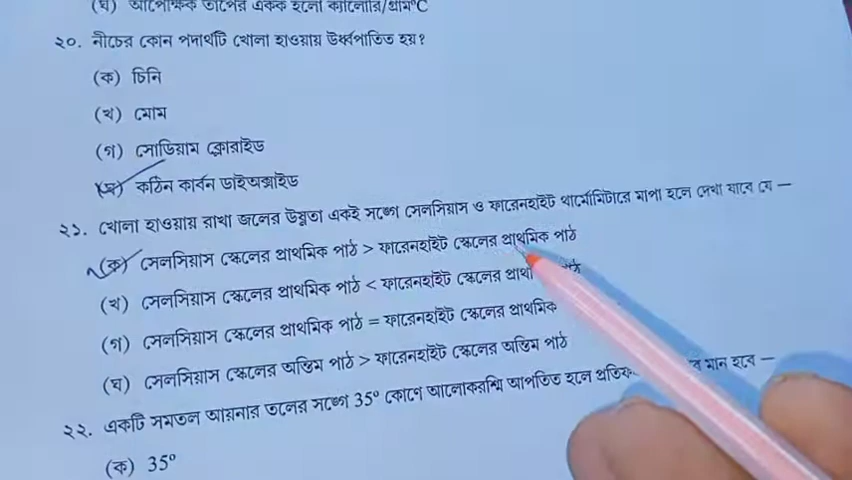 (ঘ) আপেক্ষিক তাপের একক হলো ক্যালোরি/গ্রাম°C
২০. নীচের কোন পদার্থটি খোলা হাওয়ায় উর্ধ্বপাতিত হয়?
(ক) চিনি
(খ) মোম
(গ) সোডিয়াম ক্লোরাইড
(ঘ) কঠিন কার্বন ডাইঅক্সাইড
২১. খোলা হাওয়ায় রাখা জলের উষ্ণতা একই সঙ্গে সেলসিয়াস ও ফারেনহাইট থার্মোমিটারে মাপা হলে দেখা যাবে যে —
(ক) সেলসিয়াস স্কেলের প্রাথমিক পাঠ > ফারেনহাইট স্কেলের প্রাথমিক পাঠ
(খ) সেলসিয়াস স্কেলের প্রাথমিক পাঠ < ফারেনহাইট স্কেলের
(গ) সেলসিয়াস স্কেলের প্রাথমিক পাঠ = ফারেনহাইট স্কেলের প্রাথমিক
(ঘ) সেলসিয়াস স্কেলের অন্তিম পাঠ > ফারেনহাইট স্কেলের অন্তিম পাঠ
২২. একটি সমতল আয়নার তলের সঙ্গে 35° কোণে আলোকরশ্মি আপতিত হলে মান হবে —
(ক) 35°